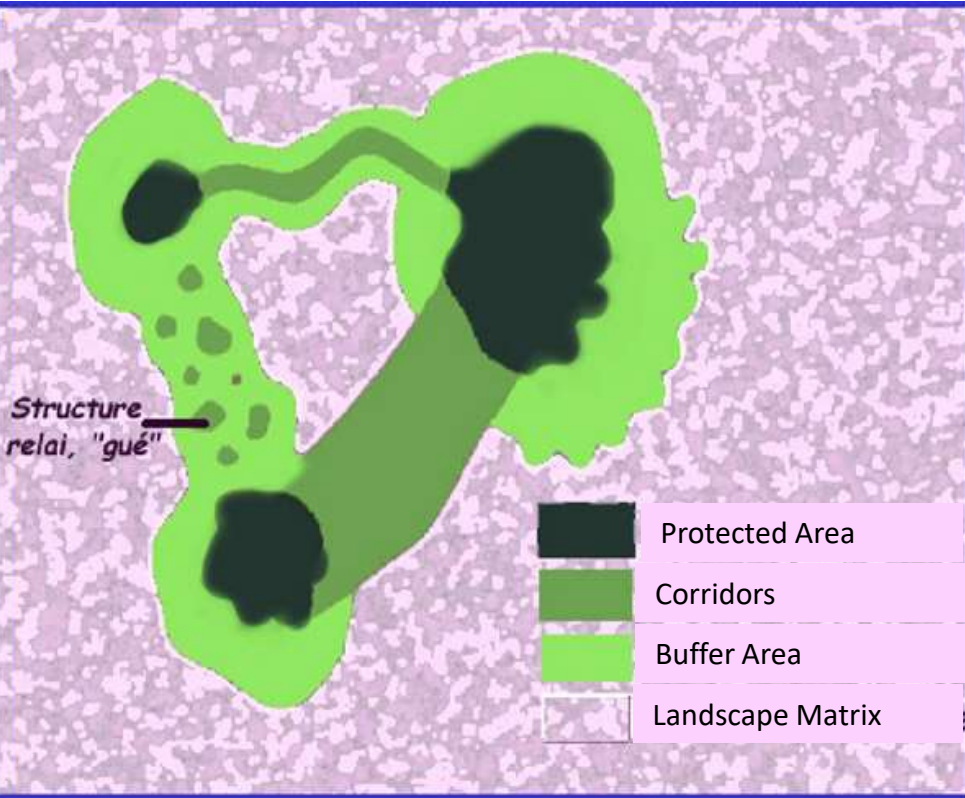 Structure
relai, "gué"
Protected Area
Corridors
Buffer Area
Landscape Matrix